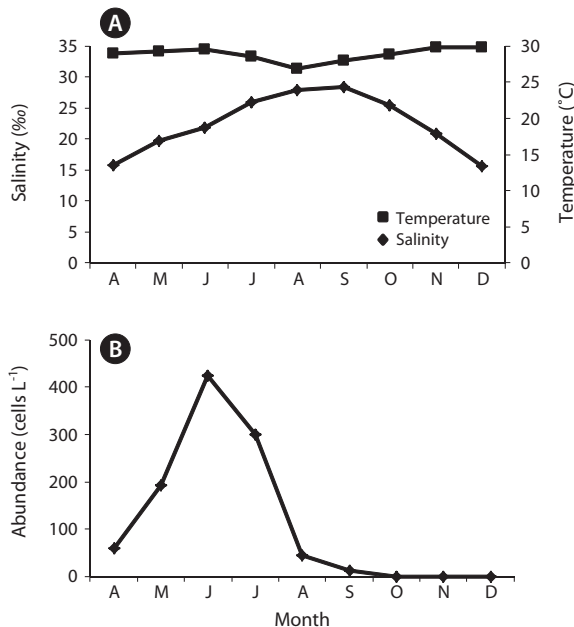 A
35
30
25
20
15
10
5
0
Salinity (‰)
30
25
20
15
10
5
0
Temperature (˚C)
Temperature
Salinity
A M J J A S O N D
B
500
400
300
200
100
0
Abundance (cells L⁻¹)
A M J J A S O N D
Month